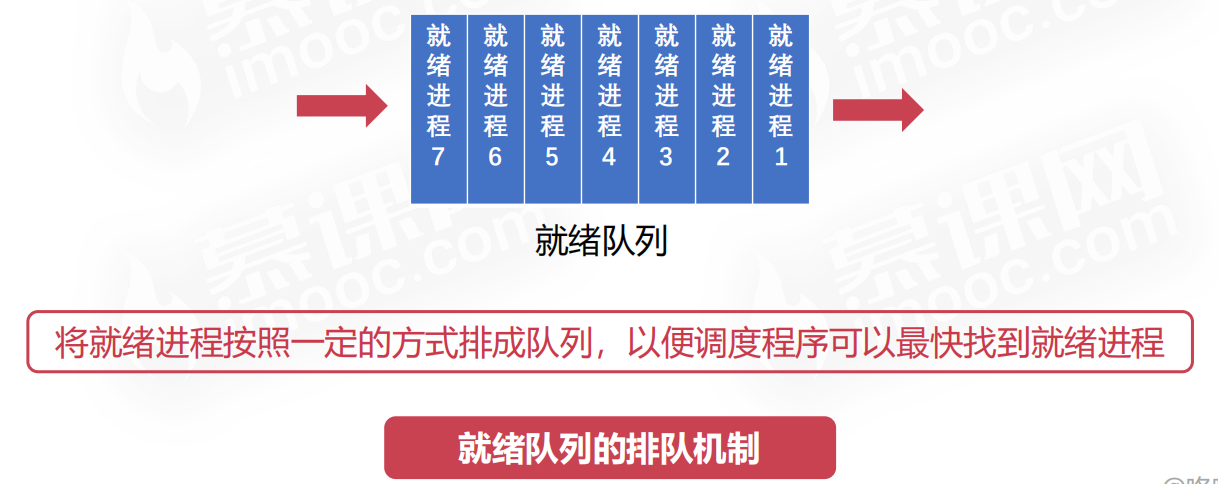 就绪进程7 就绪进程6 就绪进程5 就绪进程4 就绪进程3 就绪进程2 就绪进程1
就绪队列
将就绪进程按照一定的方式排成队列，以便调度程序可以最快找到就绪进程
就绪队列的排队机制
慕课网
imooc.com